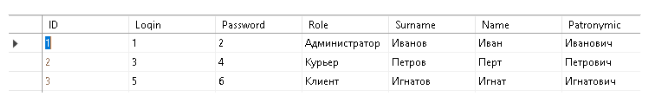 ID Login Password Role Surname Name Patronymic
1 1 2 Администратор Иванов Иван Иванович
2 3 4 Курьер Петров Перт Петрович
3 5 6 Клиент Игнатов Игнат Игнатович